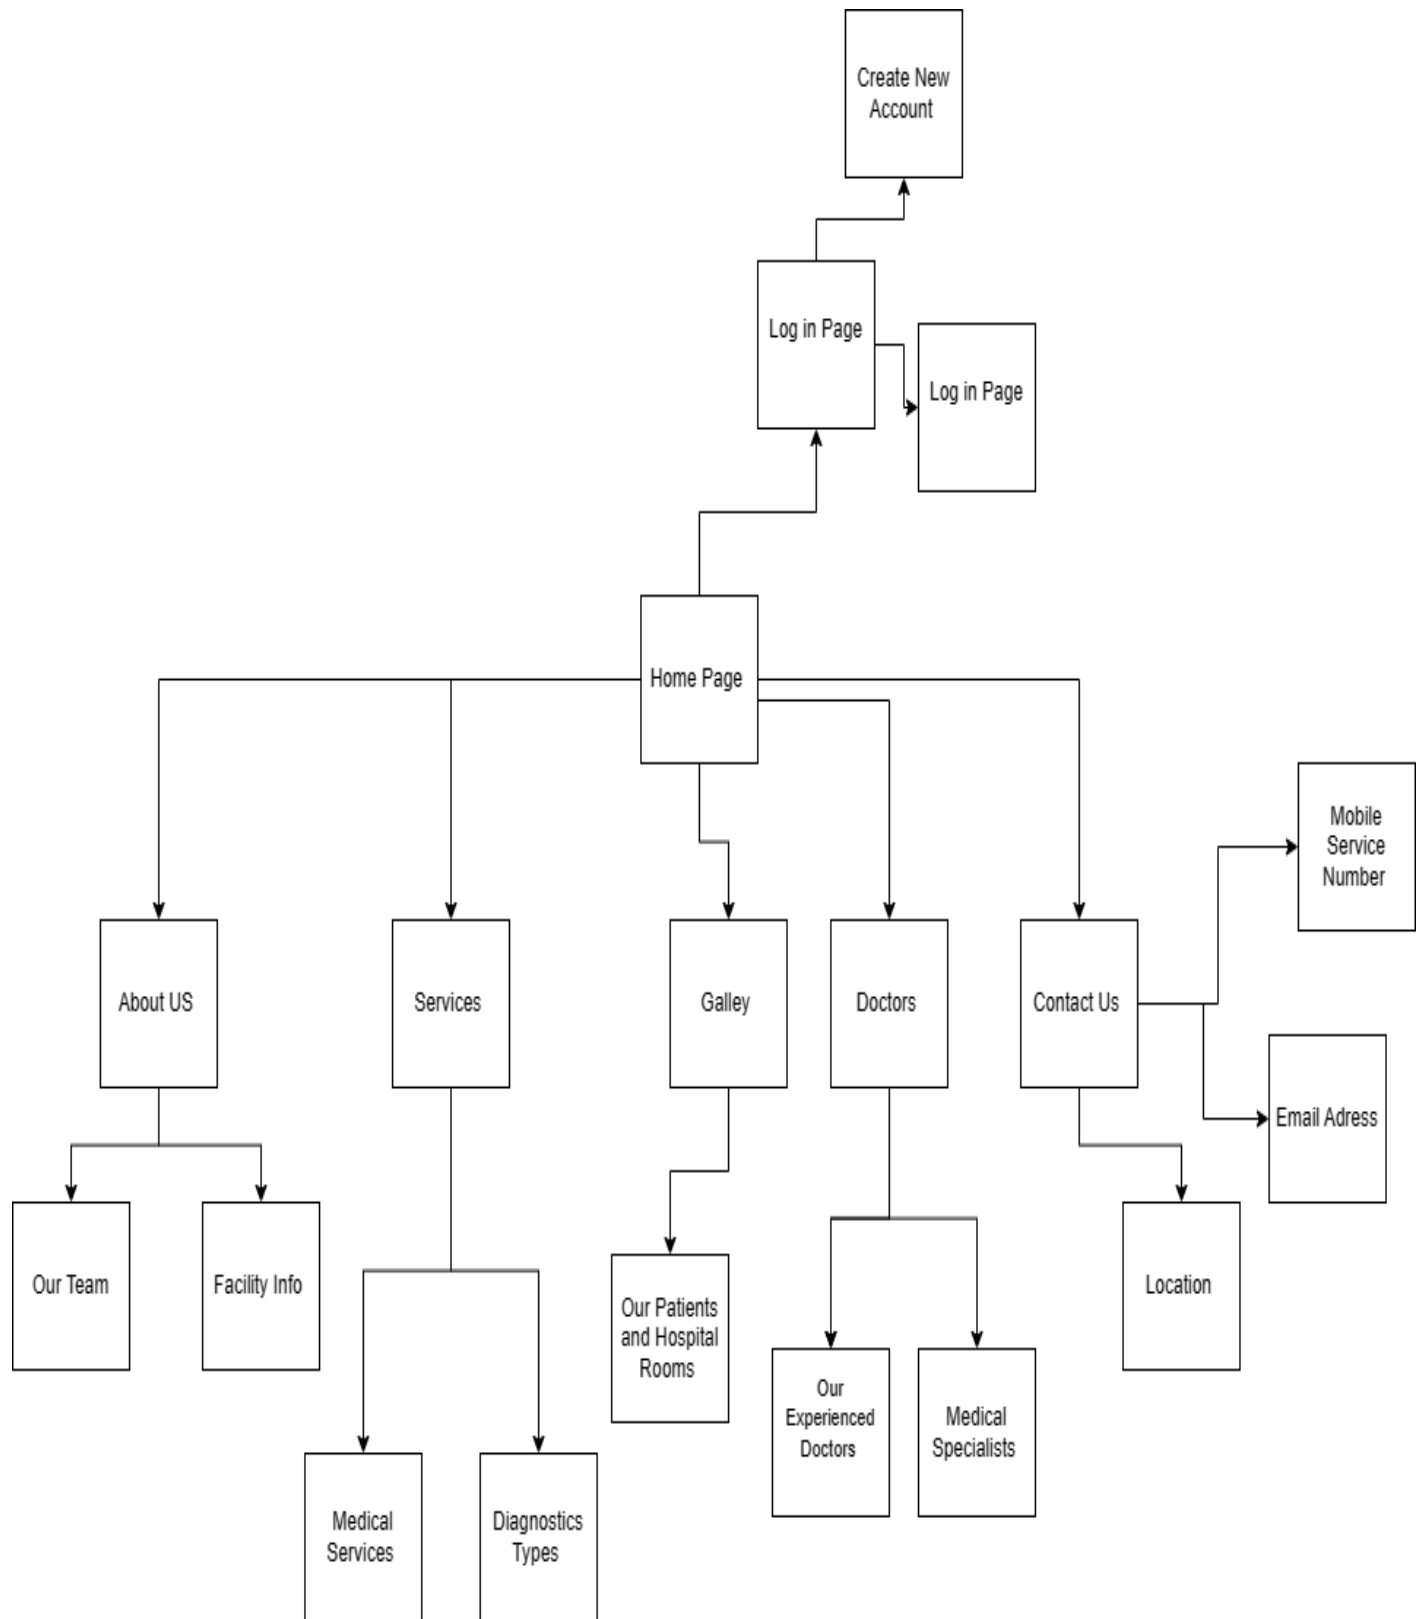 Create New
Account
Log in Page
Log in Page
Home Page
Mobile
Service
Number
About US
Services
Galley
Doctors
Contact Us
Email Adress
Our Team
Facility Info
Location
Our Patients
and Hospital
Rooms
Our
Experienced
Doctors
Medical
Specialists
Medical
Services
Diagnostics
Types